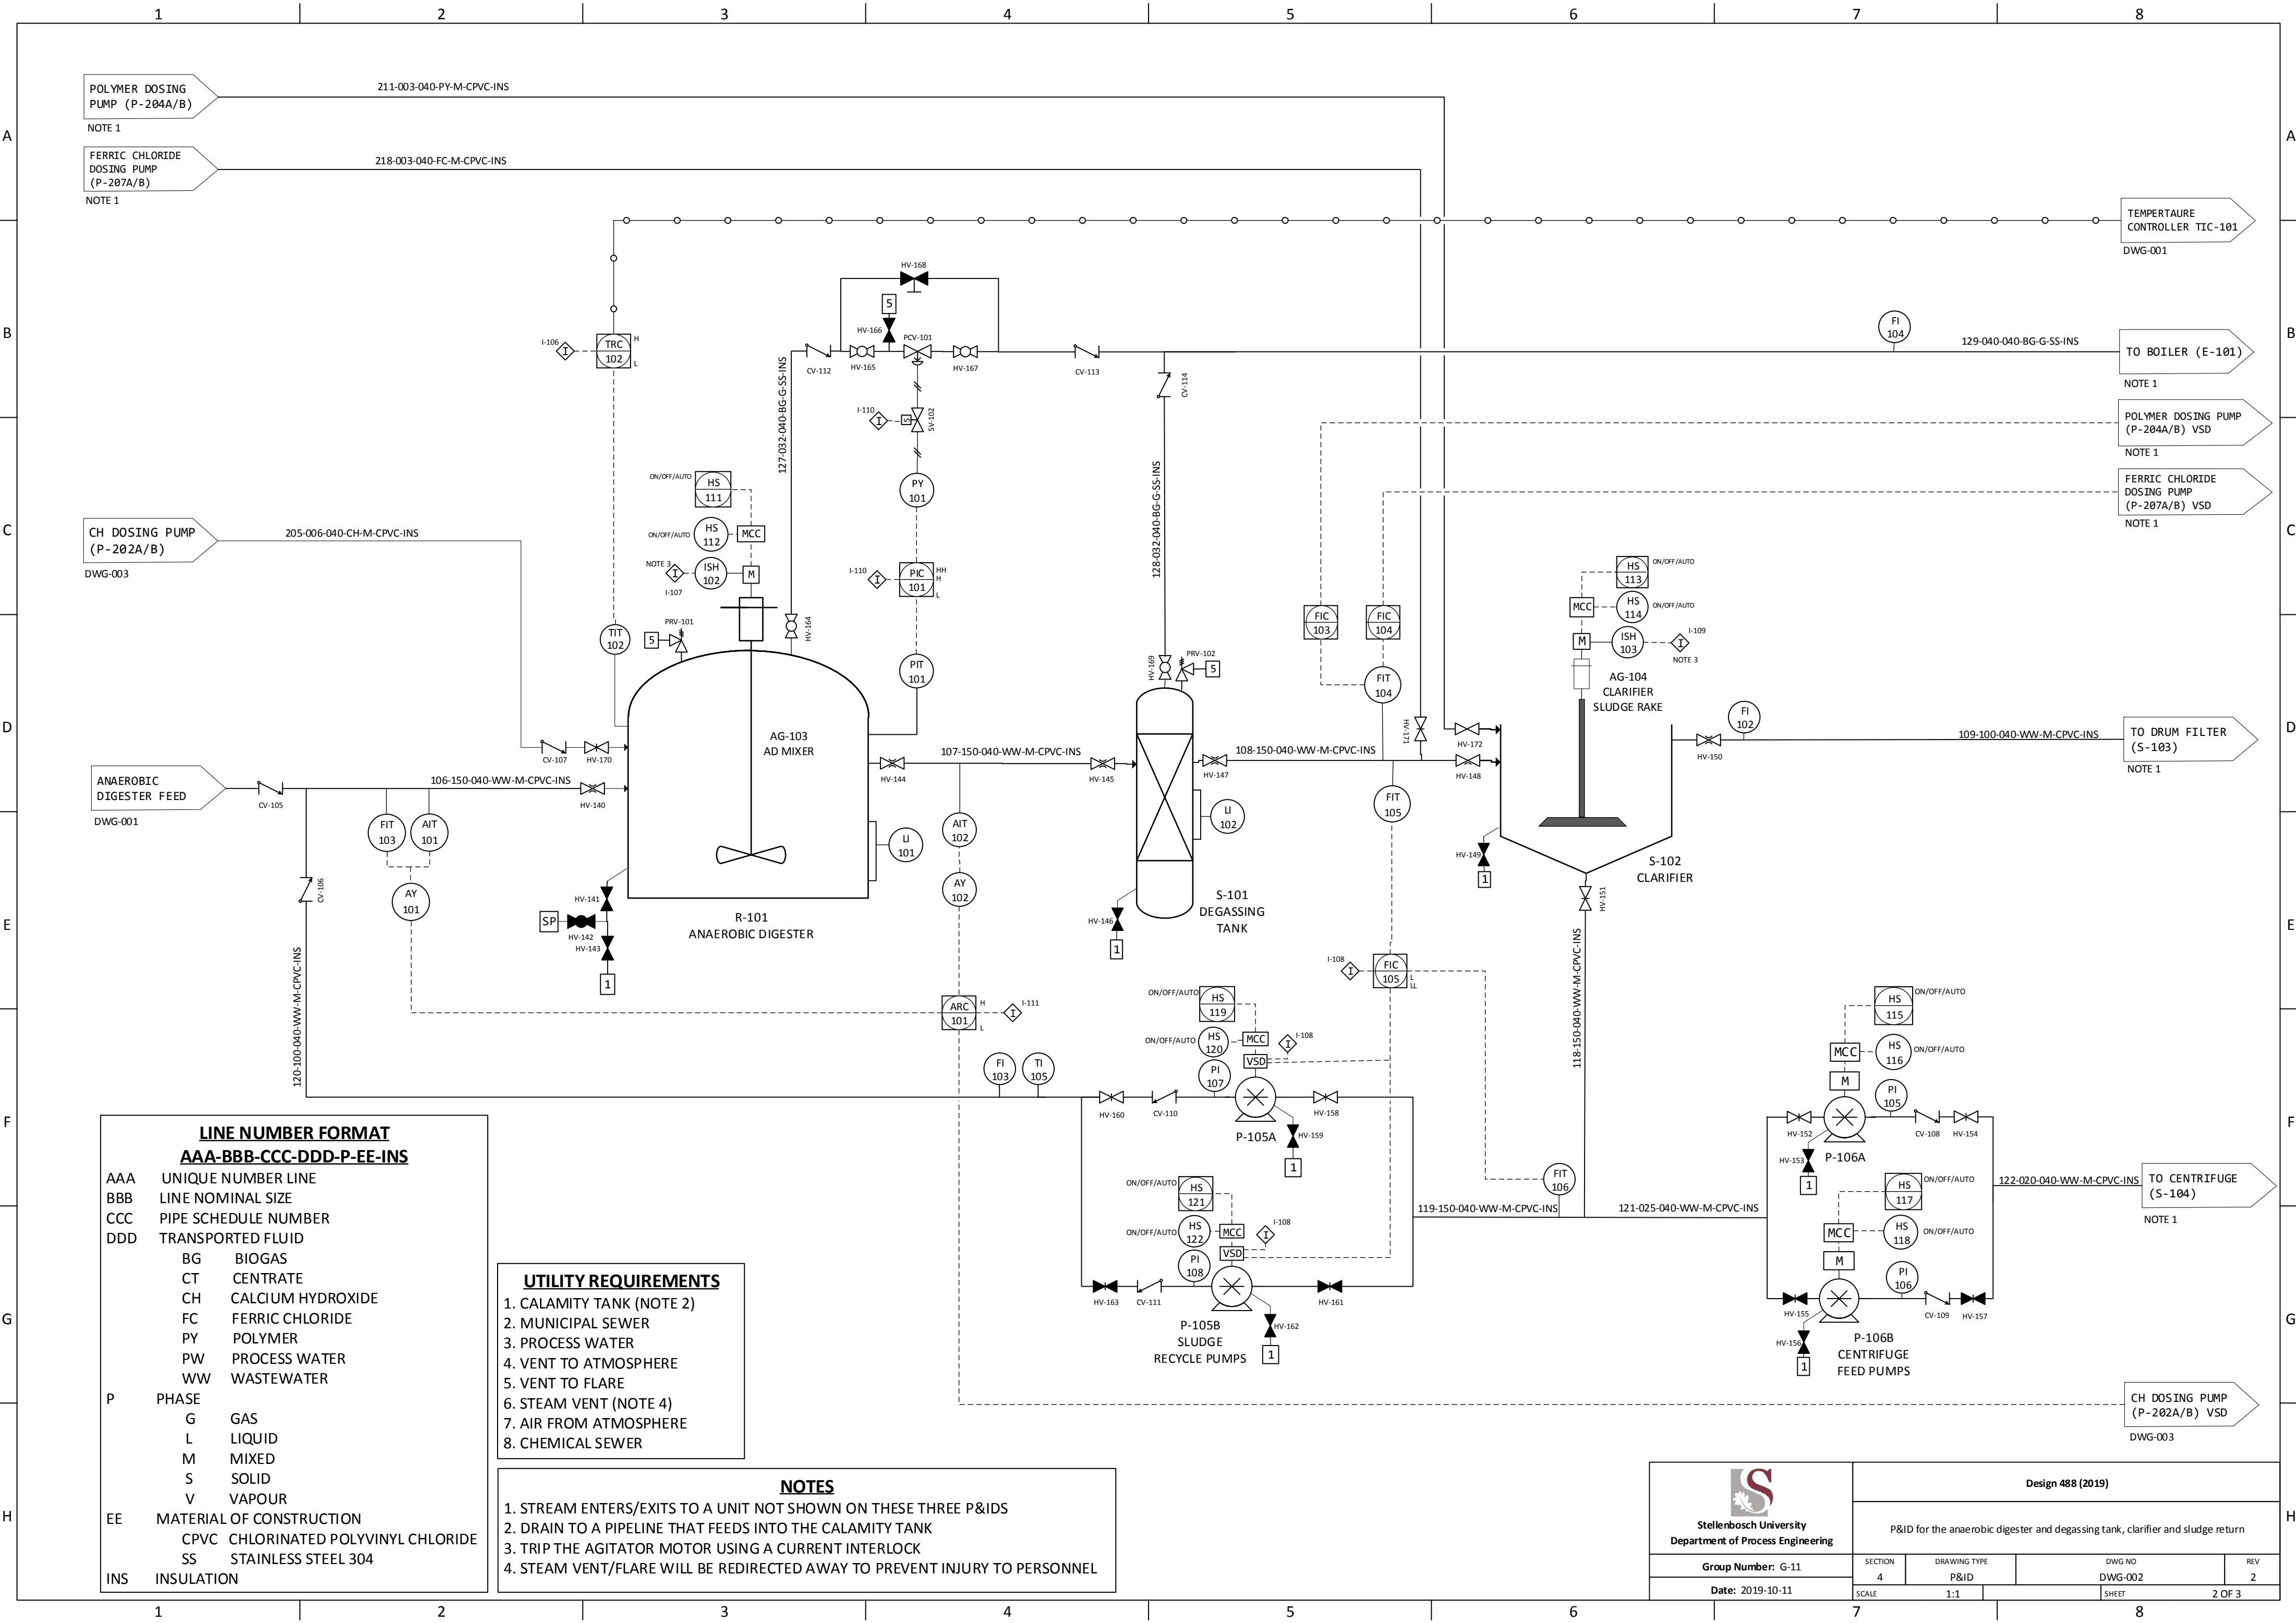 1 2 3 4 5 6 7 8
A
B
C
D
E
F
G
H
A
B
C
D
E
F
G
H
POLYMER DOSING
PUMP (P-204A/B)
NOTE 1
211-003-040-PY-M-CPVC-INS
FERRIC CHLORIDE
DOSING PUMP
(P-207A/B)
NOTE 1
218-003-040-FC-M-CPVC-INS
TEMPERTAURE
CONTROLLER TIC-101
DWG-001
HV-168
5
HV-166
PCV-101
I-106
I
TRC
102
H
L
CV-112
HV-165
HV-167
CV-113
CV-114
FI
104
129-040-040-BG-G-SS-INS
TO BOILER (E-101)
NOTE 1
127-032-040-BG-G-SS-INS
I-110
I
S
SV-102
POLYMER DOSING PUMP
(P-204A/B) VSD
NOTE 1
FERRIC CHLORIDE
DOSING PUMP
(P-207A/B) VSD
NOTE 1
128-032-040-BG-G-SS-INS
ON/OFF/AUTO
HS
111
PY
101
CH DOSING PUMP
(P-202A/B)
DWG-003
205-006-040-CH-M-CPVC-INS
ON/OFF/AUTO
HS
112
MCC
NOTE 3
I
I-107
ISH
102
M
I-110
I
PIC
101
HH
H
L
HS
113
ON/OFF/AUTO
MCC
HS
114
ON/OFF/AUTO
M
ISH
103
I
I-109
NOTE 3
FIC
103
FIC
104
TIT
102
5
PRV-101
HV-164
PIT
101
HV-169
PRV-102
5
FIT
104
AG-104
CLARIFIER
SLUDGE RAKE
AG-103
AD MIXER
CV-107
HV-170
HV-171
HV-172
FI
102
HV-150
109-100-040-WW-M-CPVC-INS
TO DRUM FILTER
(S-103)
NOTE 1
107-150-040-WW-M-CPVC-INS
HV-144
HV-145
HV-147
108-150-040-WW-M-CPVC-INS
HV-148
ANAEROBIC
DIGESTER FEED
DWG-001
CV-105
106-150-040-WW-M-CPVC-INS
HV-140
FIT
103
AIT
101
AY
101
CV-106
LI
101
AIT
102
AY
102
LI
102
FIT
105
HV-149
1
S-102
CLARIFIER
HV-151
HV-141
SP
HV-142
HV-143
1
R-101
ANAEROBIC DIGESTER
HV-146
1
S-101
DEGASSING
TANK
120-100-040-WW-M-CPVC-INS
118-150-040-WW-M-CPVC-INS
I-108
I
FIC
105
L
LL
ARC
101
H
L
I
I-111
ON/OFF/AUTO
HS
119
ON/OFF/AUTO
HS
120
MCC
VSD
I
I-108
PI
107
FI
103
TI
105
HV-160
CV-110
HV-158
P-105A
HV-159
1
ON/OFF/AUTO
HS
121
ON/OFF/AUTO
HS
122
MCC
VSD
I
I-108
PI
108
HV-163
CV-111
HV-161
P-105B
SLUDGE
RECYCLE PUMPS
HV-162
1
FIT
106
119-150-040-WW-M-CPVC-INS
121-025-040-WW-M-CPVC-INS
HS
115
ON/OFF/AUTO
MCC
HS
116
ON/OFF/AUTO
M
PI
105
HV-152
CV-108
HV-154
HV-153
1
P-106A
HS
117
ON/OFF/AUTO
MCC
HS
118
ON/OFF/AUTO
M
PI
106
HV-155
CV-109
HV-157
HV-156
1
P-106B
CENTRIFUGE
FEED PUMPS
122-020-040-WW-M-CPVC-INS
TO CENTRIFUGE
(S-104)
NOTE 1
CH DOSING PUMP
(P-202A/B) VSD
DWG-003
LINE NUMBER FORMAT
AAA-BBB-CCC-DDD-P-EE-INS
AAA UNIQUE NUMBER LINE
BBB LINE NOMINAL SIZE
CCC PIPE SCHEDULE NUMBER
DDD TRANSPORTED FLUID
BG BIOGAS
CT CENTRATE
CH CALCIUM HYDROXIDE
FC FERRIC CHLORIDE
PY POLYMER
PW PROCESS WATER
WW WASTEWATER
P PHASE
G GAS
L LIQUID
M MIXED
S SOLID
V VAPOUR
EE MATERIAL OF CONSTRUCTION
CPVC CHLORINATED POLYVINYL CHLORIDE
SS STAINLESS STEEL 304
INS INSULATION
UTILITY REQUIREMENTS
1. CALAMITY TANK (NOTE 2)
2. MUNICIPAL SEWER
3. PROCESS WATER
4. VENT TO ATMOSPHERE
5. VENT TO FLARE
6. STEAM VENT (NOTE 4)
7. AIR FROM ATMOSPHERE
8. CHEMICAL SEWER
NOTES
1. STREAM ENTERS/EXITS TO A UNIT NOT SHOWN ON THESE THREE P&IDS
2. DRAIN TO A PIPELINE THAT FEEDS INTO THE CALAMITY TANK
3. TRIP THE AGITATOR MOTOR USING A CURRENT INTERLOCK
4. STEAM VENT/FLARE WILL BE REDIRECTED AWAY TO PREVENT INJURY TO PERSONNEL
S
Stellenbosch University
Department of Process Engineering
Group Number: G-11
Date: 2019-10-11
Design 488 (2019)
P&ID for the anaerobic digester and degassing tank, clarifier and sludge return
SECTION DRAWING TYPE DWG NO REV
4 P&ID DWG-002 2
SCALE 1:1 SHEET 2 OF 3
1 2 3 4 5 6 7 8